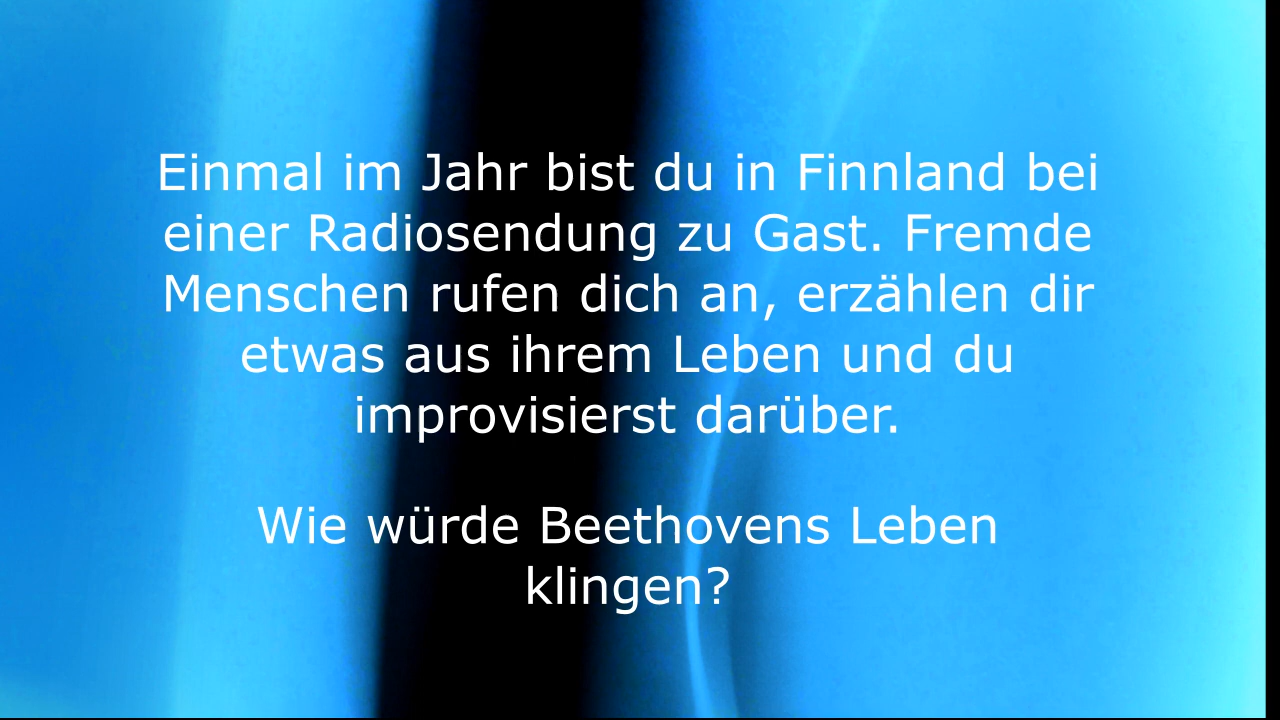 Einmal im Jahr bist du in Finnland bei
einer Radiosendung zu Gast. Fremde
Menschen rufen dich an, erzählen dir
etwas aus ihrem Leben und du
improvisierst darüber.
Wie würde Beethovens Leben
klingen?